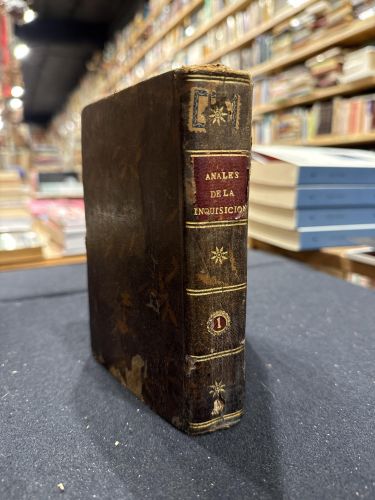 ANALES
DE LA
INQUISICION
1